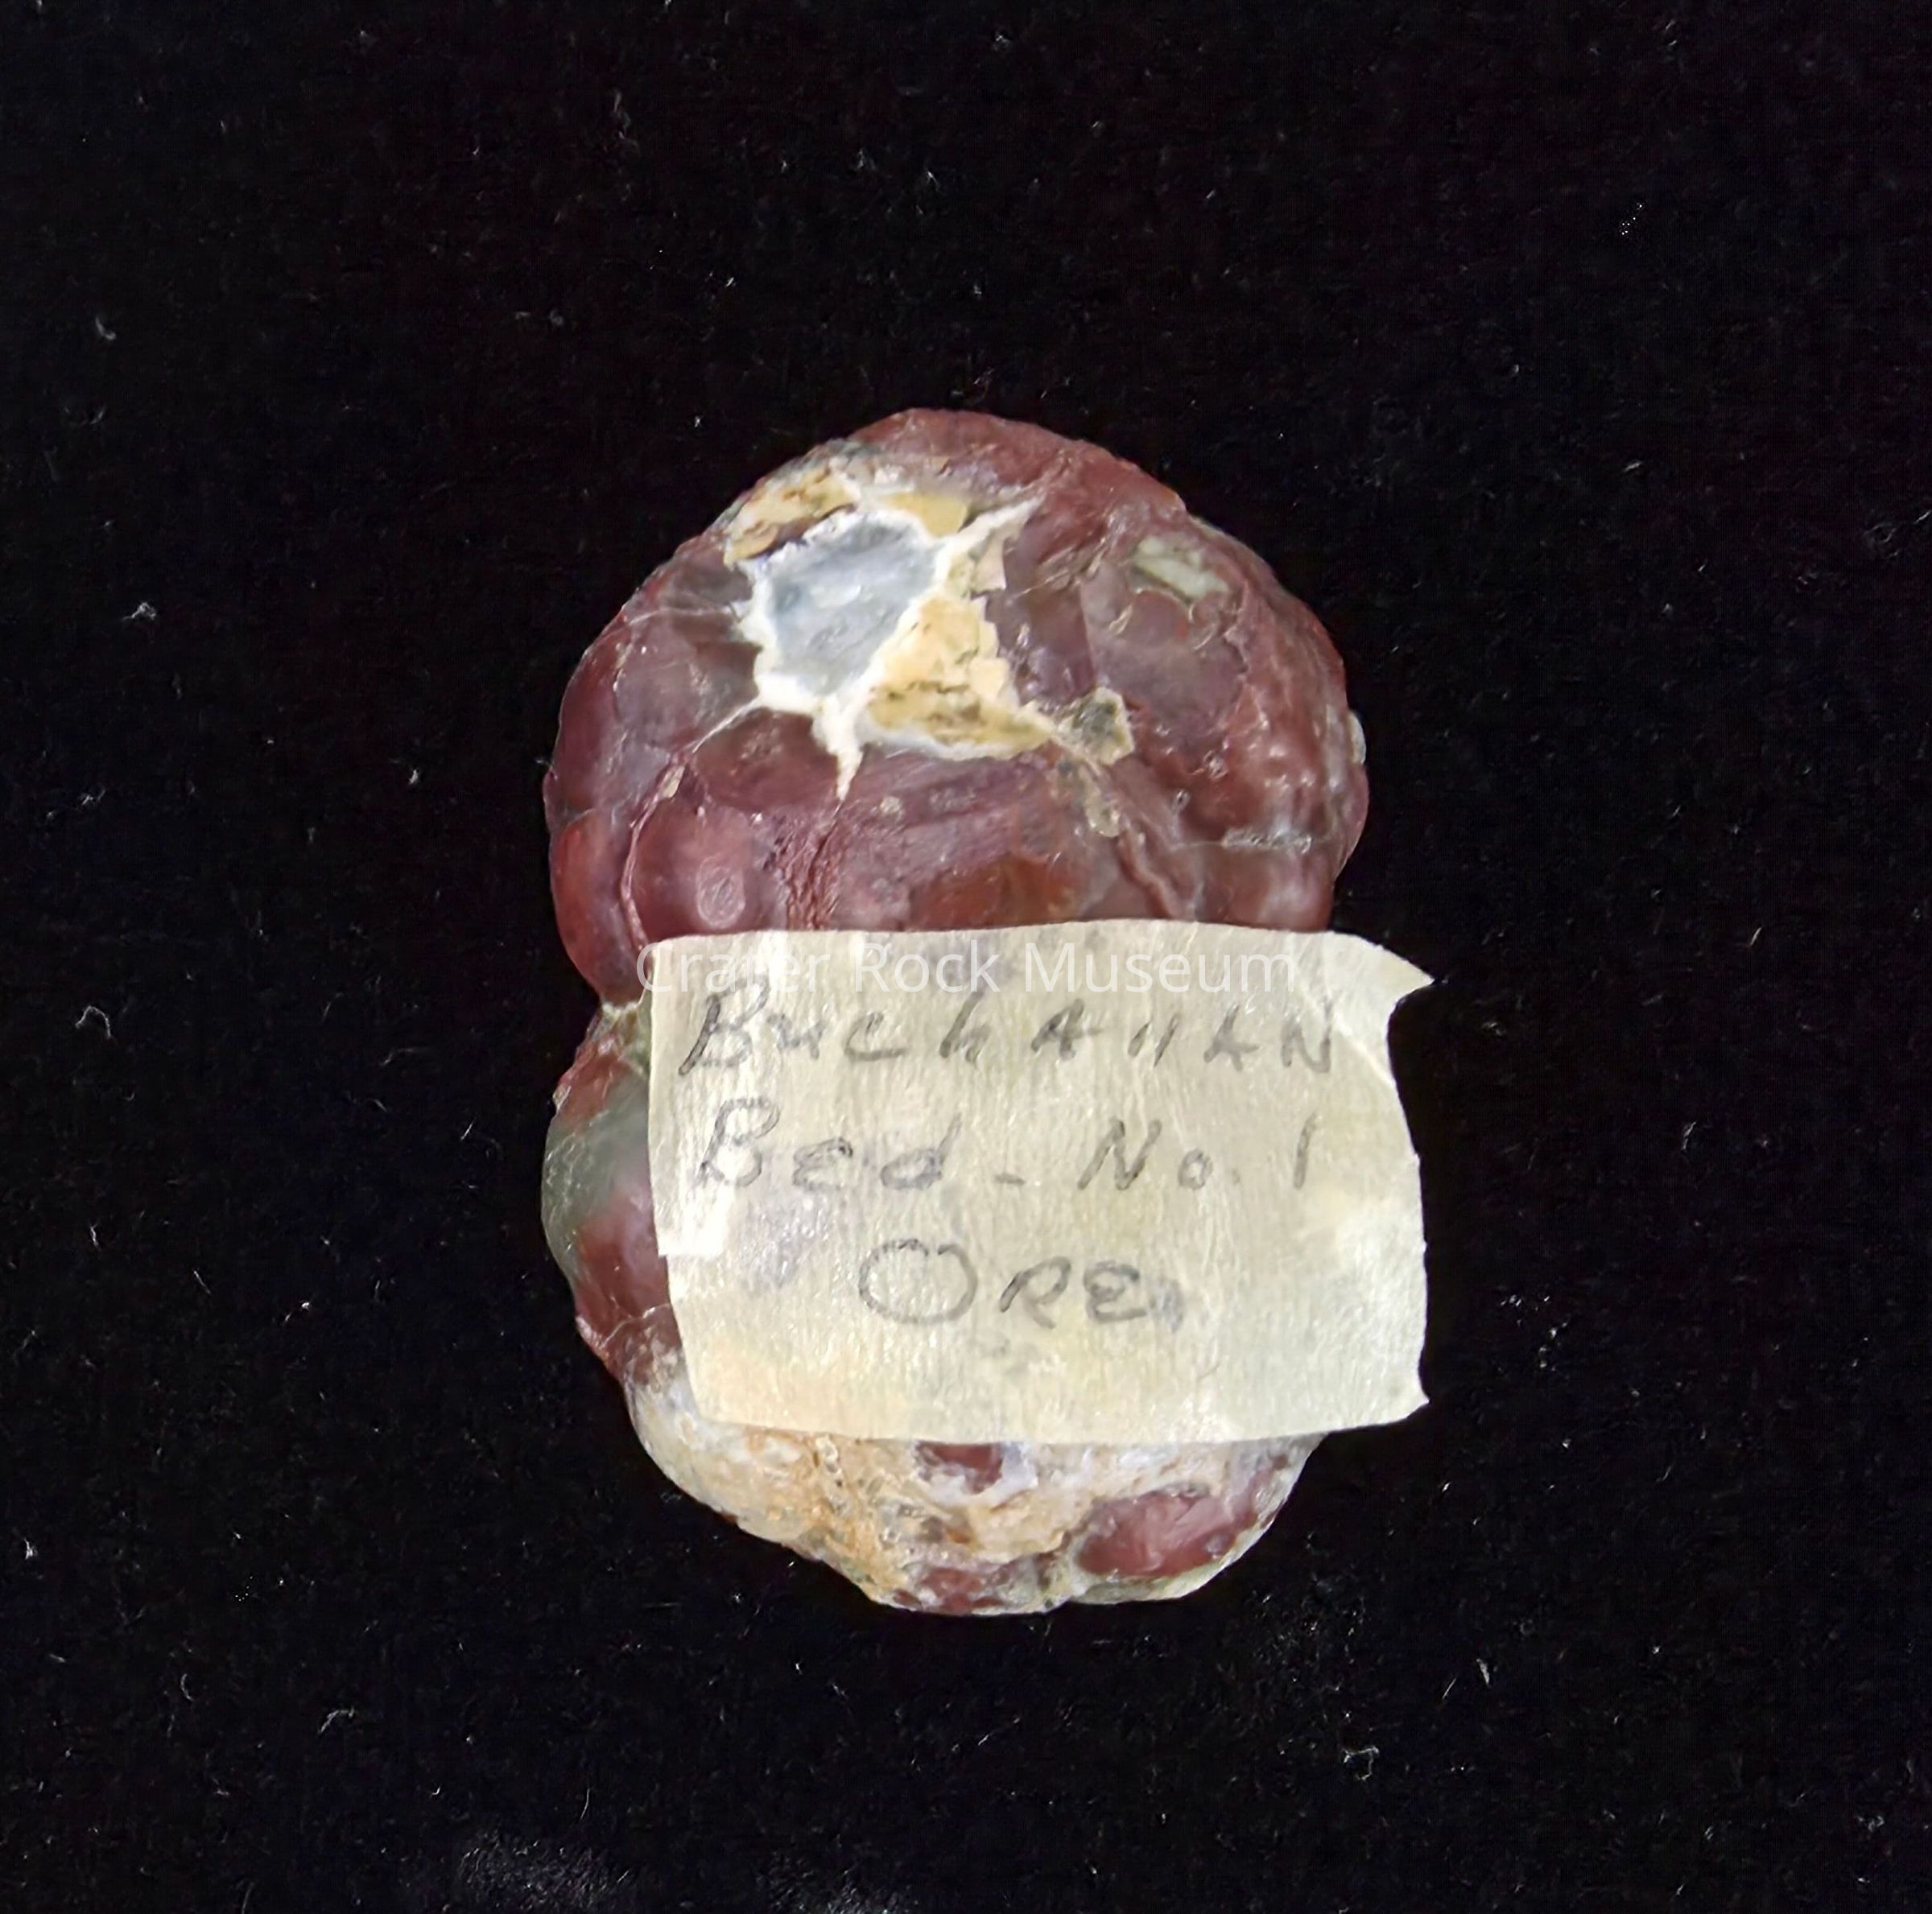 Crater Rock Museum
Buchanan
Bed - No. 1
Ore.